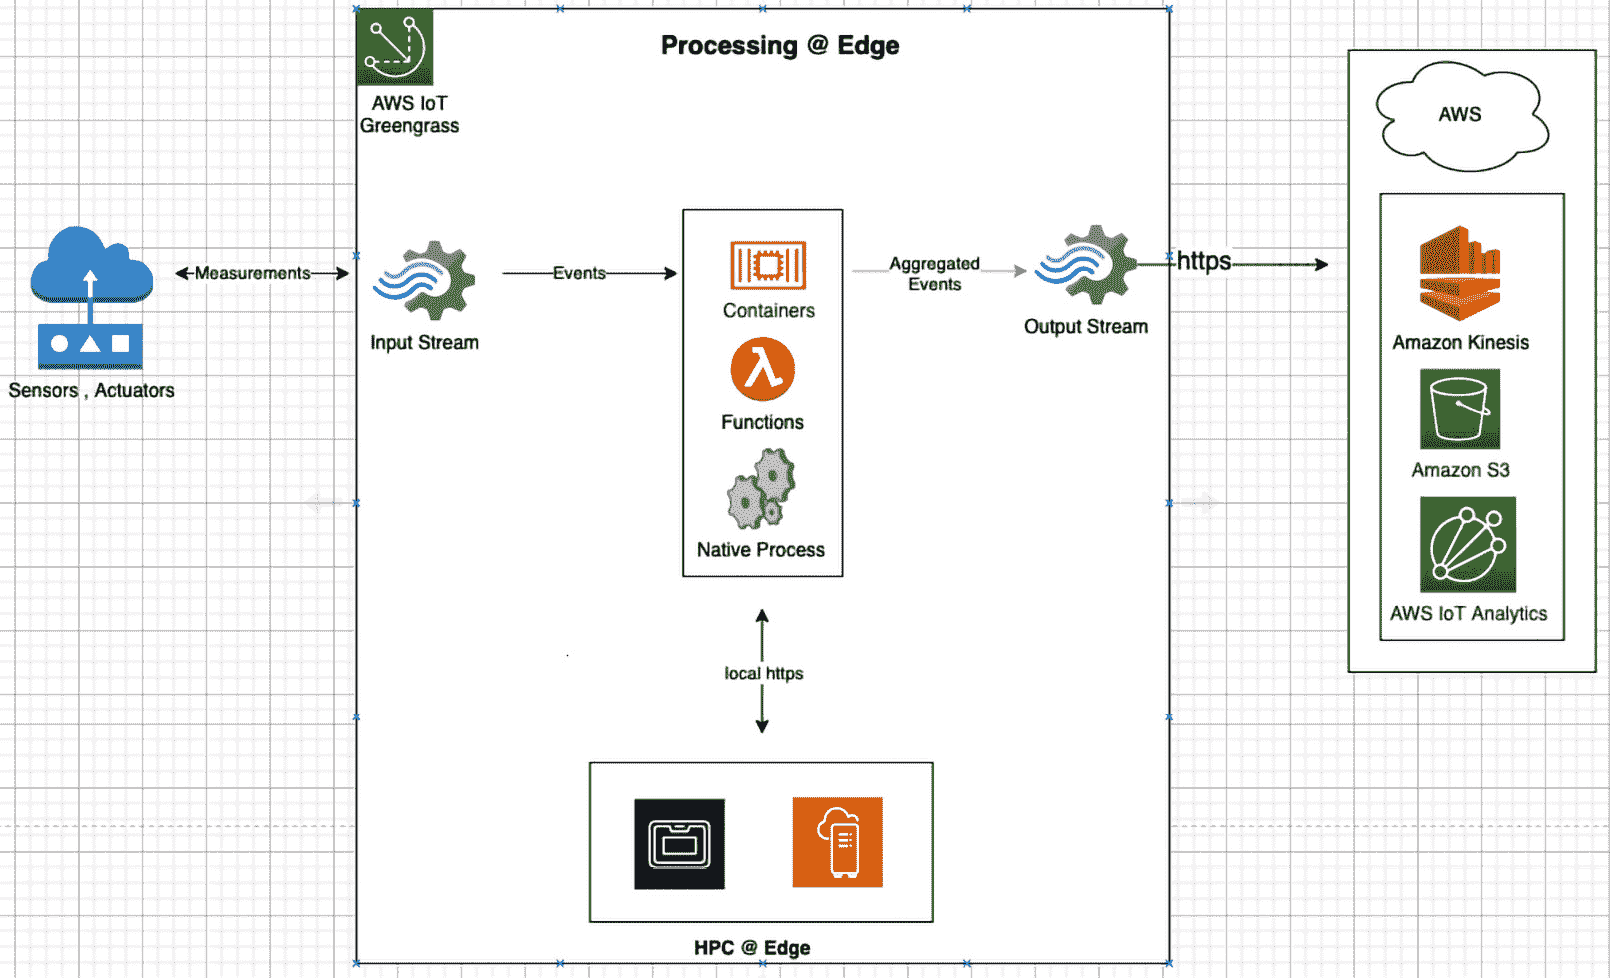 Processing @ Edge
AWS IoT
Greengrass
AWS
Measurements
Events
Aggregated
Events
https
Sensors , Actuators
Input Stream
Containers
Functions
Native Process
Output Stream
Amazon Kinesis
Amazon S3
AWS IoT Analytics
local https
HPC @ Edge